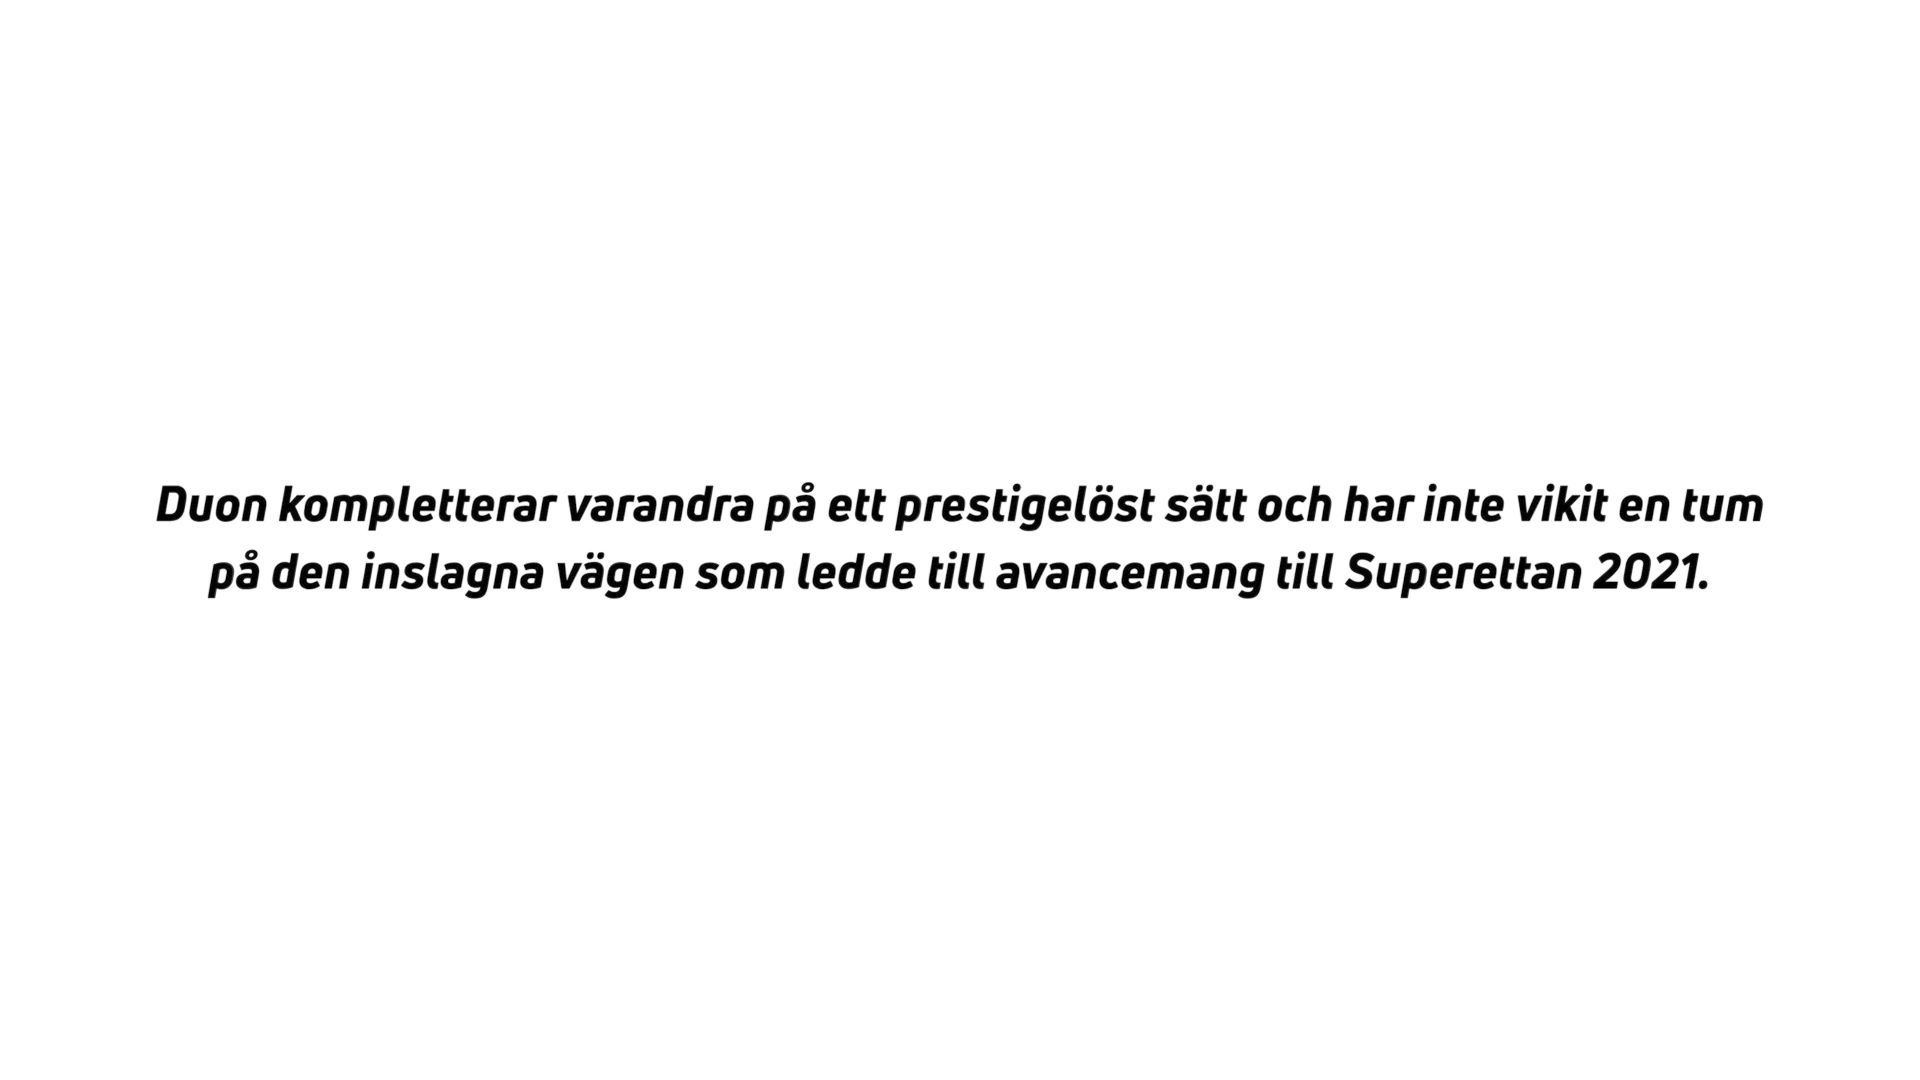 Duon kompletterar varandra på ett prestigelöst sätt och har inte vikit en tum
på den inslagna vägen som ledde till avancemang till Superettan 2021.